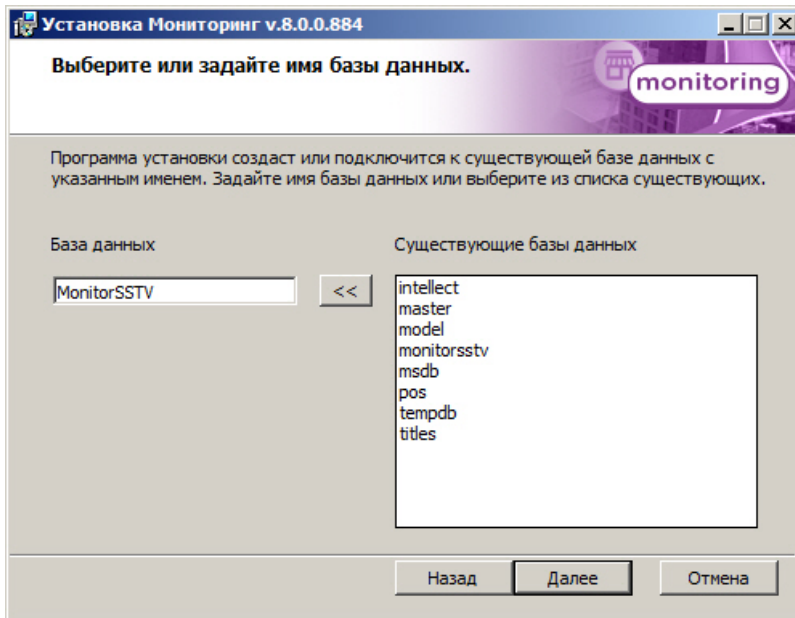 Установка Мониторинг v.8.0.0.884
Выберите или задайте имя базы данных.
monitoring
Программа установки создаст или подключится к существующей базе данных с
указанным именем. Задайте имя базы данных или выберите из списка существующих.
База данных
Существующие базы данных
MonitorSSTV
<<
intellect
master
model
monitorsstv
msdb
pos
tempdb
titles
Назад
Далее
Отмена